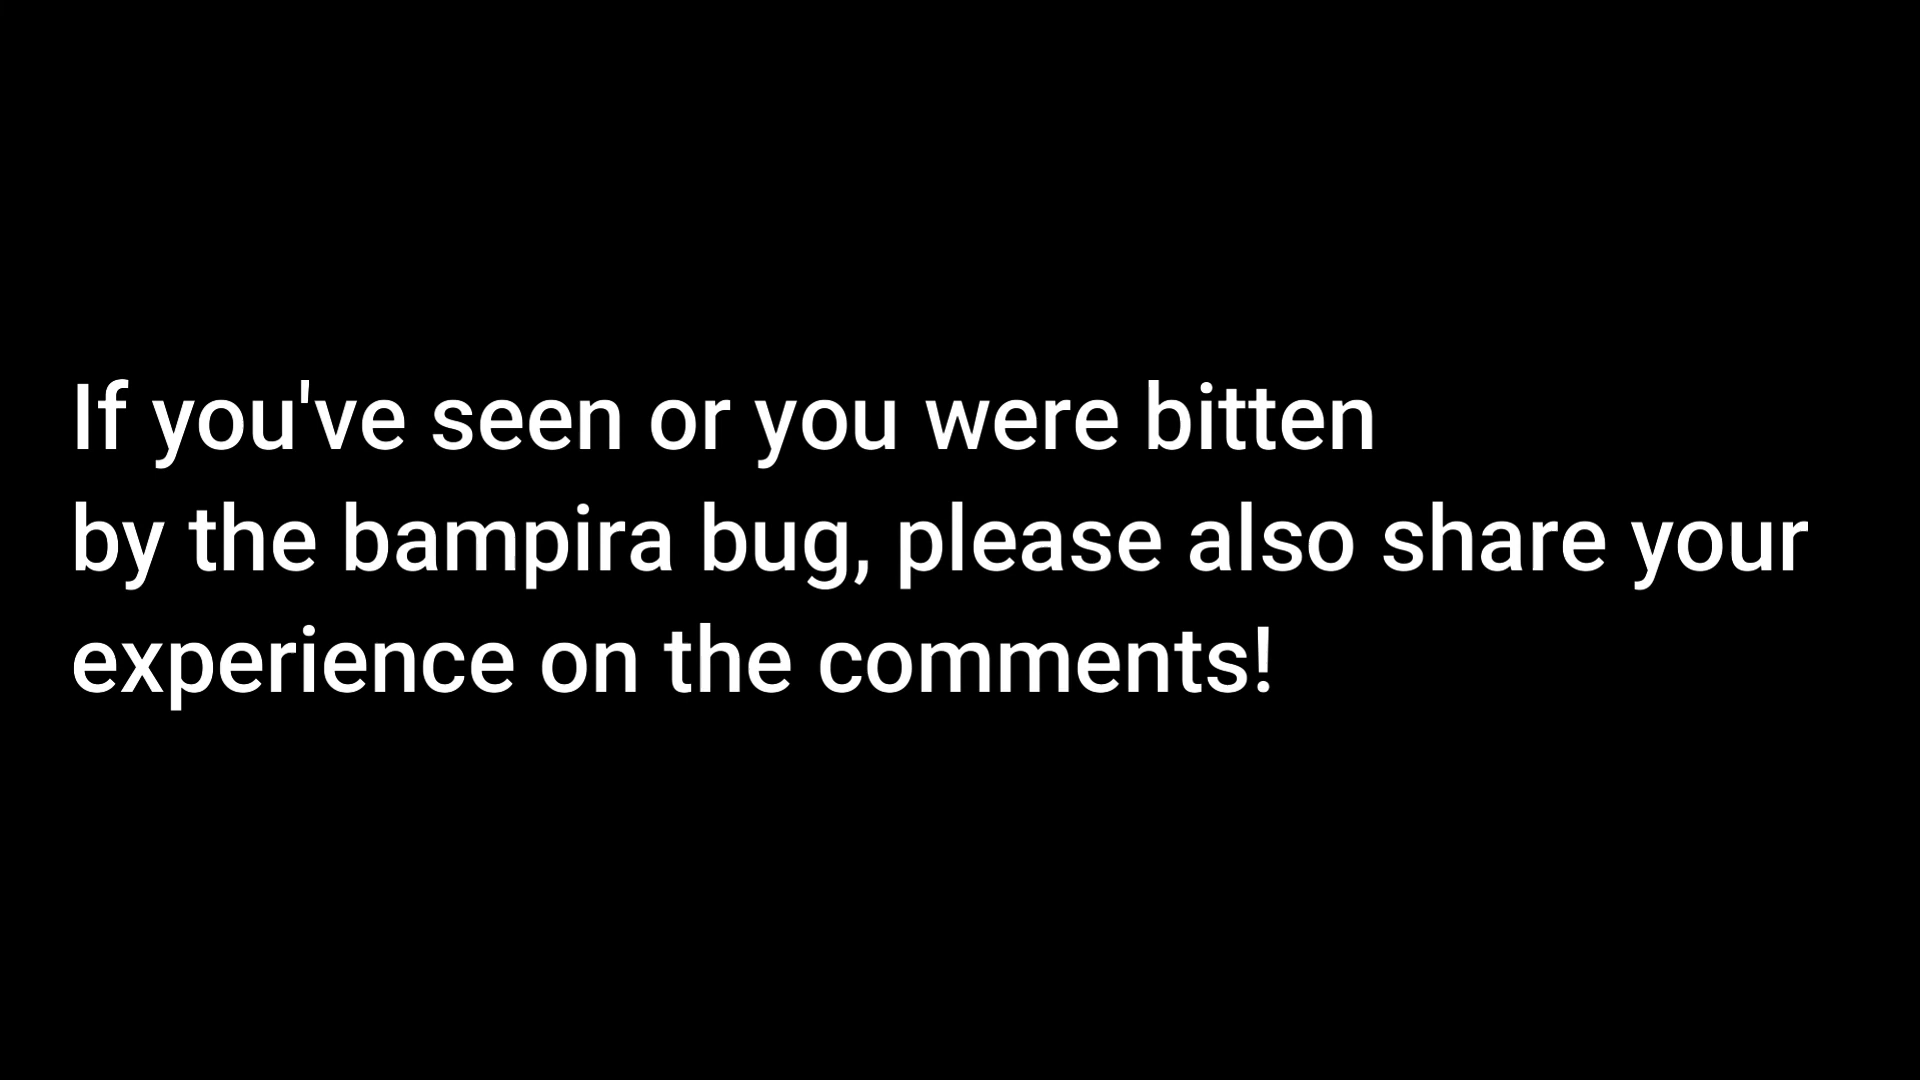 If you've seen or you were bitten
by the bampira bug, please also share your
experience on the comments!